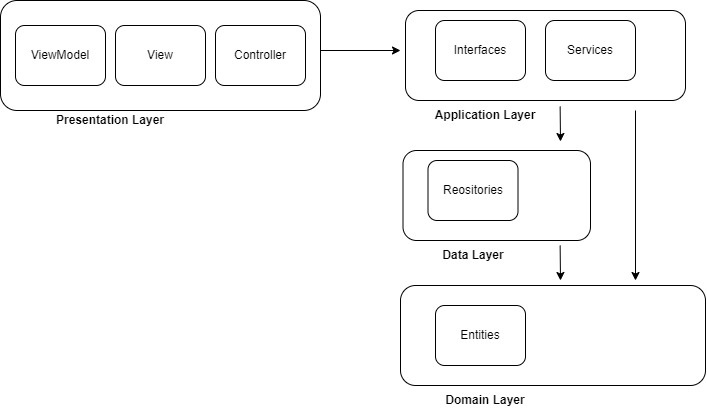 ViewModel
View
Controller
Presentation Layer
Interfaces
Services
Application Layer
Reositories
Data Layer
Entities
Domain Layer